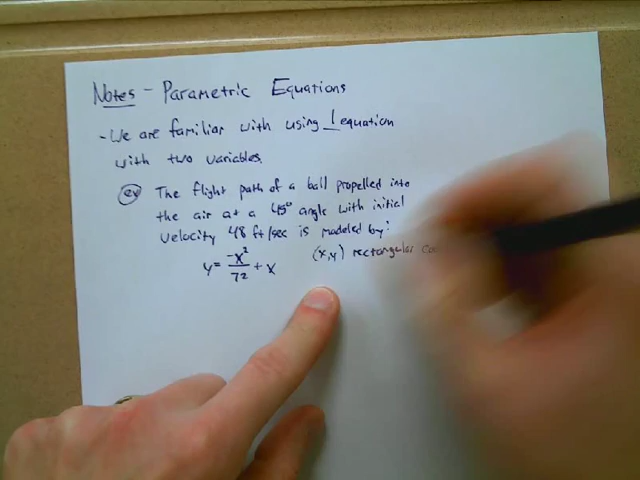 Notes - Parametric Equations
- We are familiar with using 1 equation
with two variables.
ex The flight path of a ball propelled into
the air at a 45° angle with initial
velocity 48 ft/sec is modeled by:
y = -x²/72 + x (x,y) rectangular